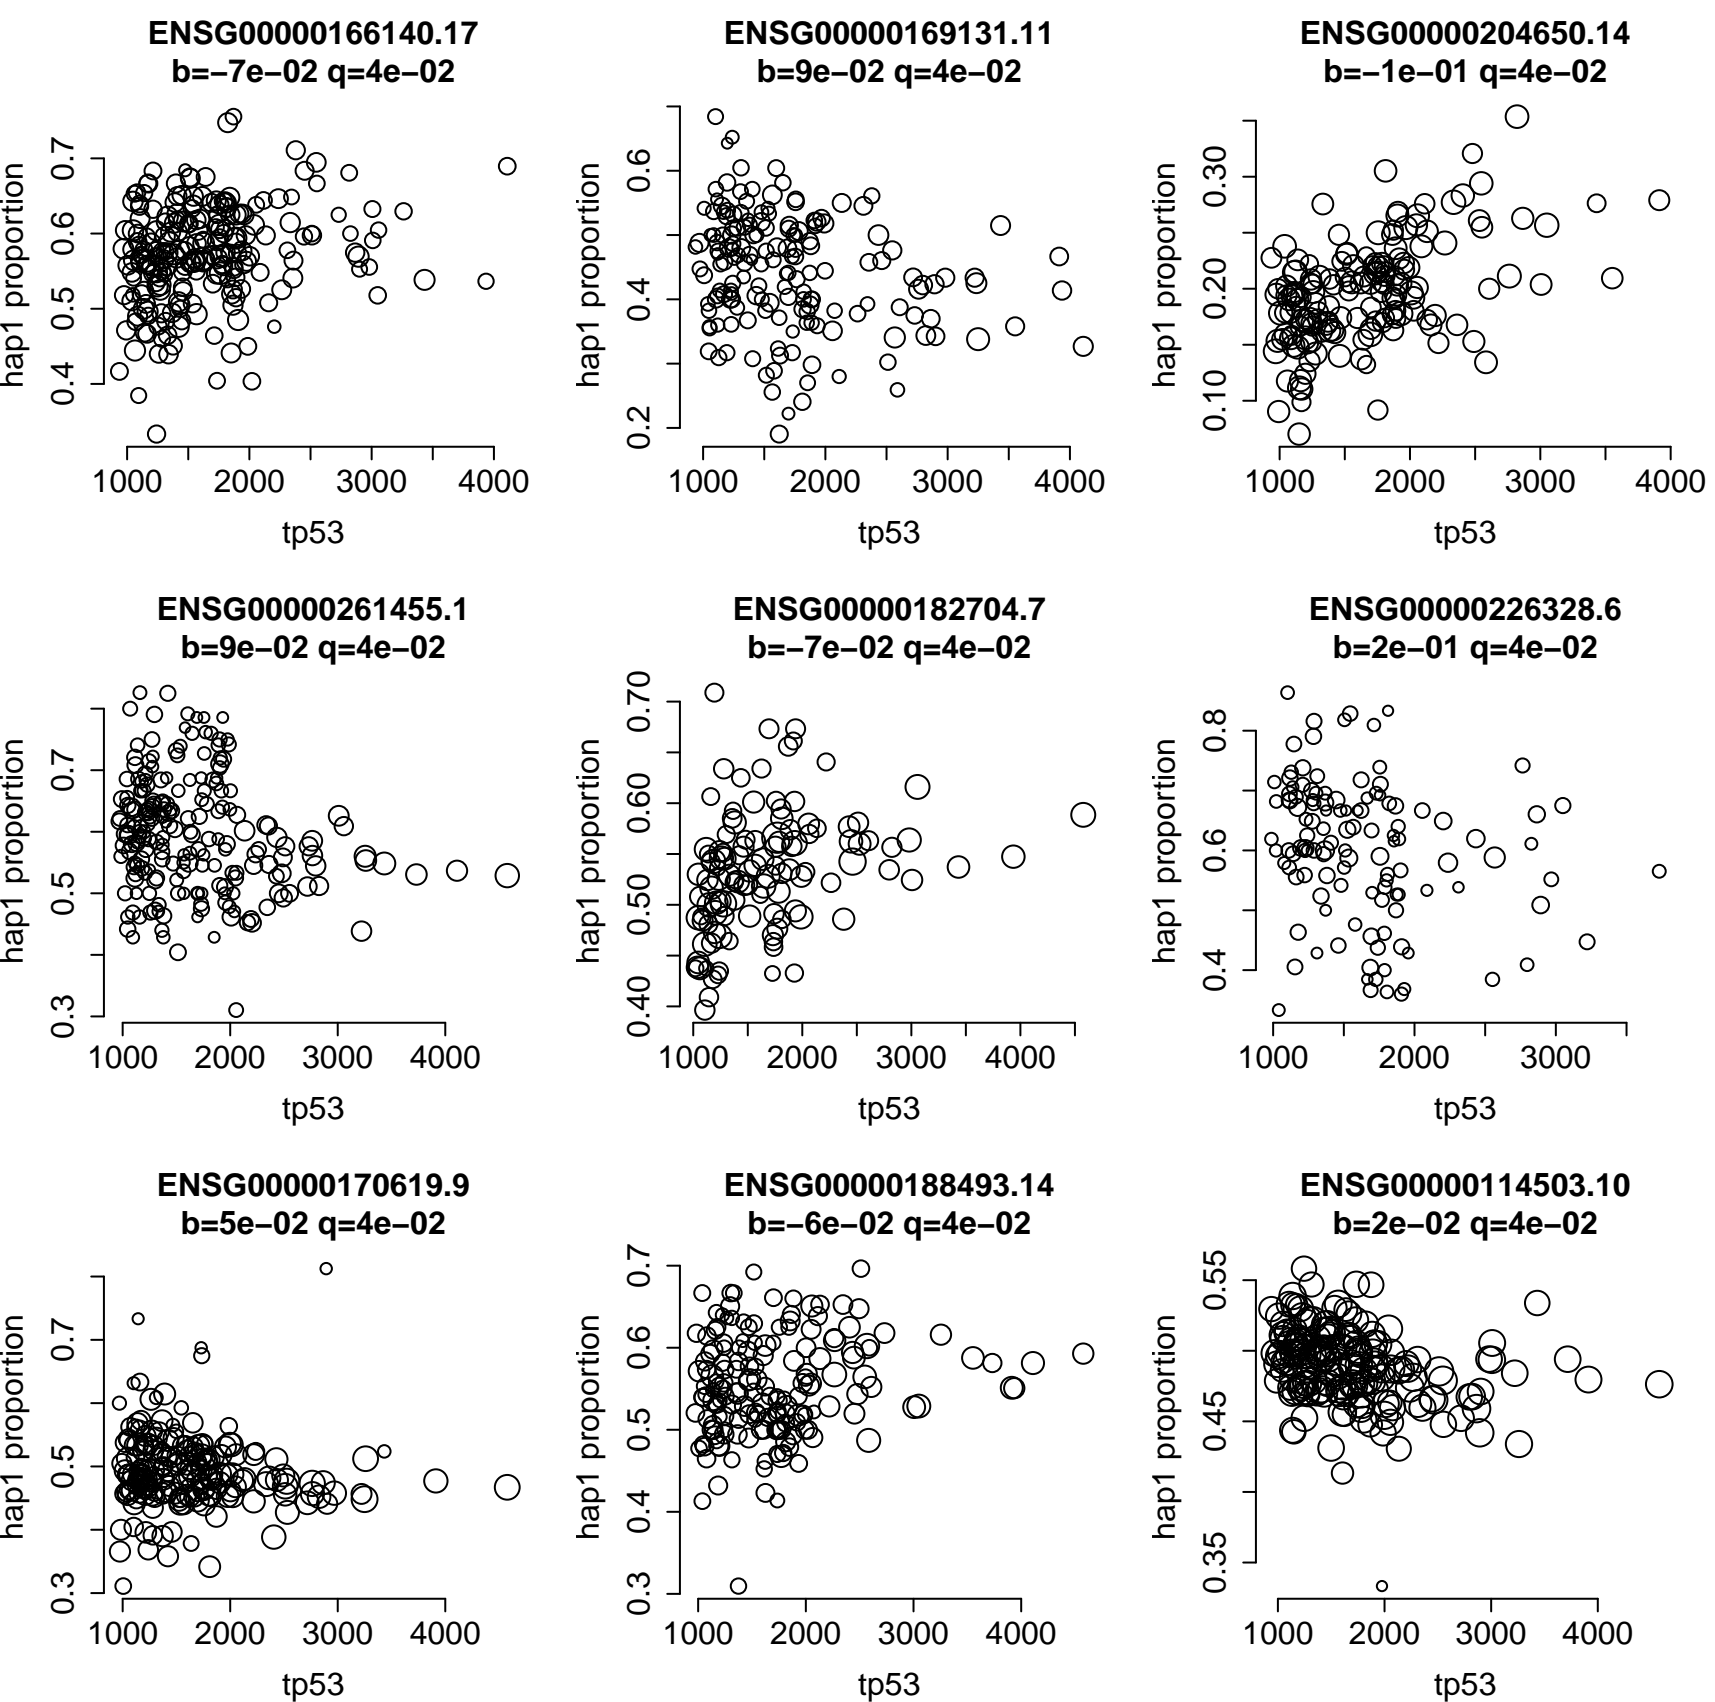 ENSG00000166140.17
b=−7e−02 q=4e−02
hap1 proportion
0.4 0.5 0.6 0.7
1000 2000 3000 4000
tp53
ENSG00000169131.11
b=9e−02 q=4e−02
hap1 proportion
0.2 0.4 0.6
1000 2000 3000 4000
tp53
ENSG00000204650.14
b=−1e−01 q=4e−02
hap1 proportion
0.10 0.20 0.30
1000 2000 3000 4000
tp53
ENSG00000261455.1
b=9e−02 q=4e−02
hap1 proportion
0.3 0.5 0.7
1000 2000 3000 4000
tp53
ENSG00000182704.7
b=−7e−02 q=4e−02
hap1 proportion
0.40 0.50 0.60 0.70
1000 2000 3000 4000
tp53
ENSG00000226328.6
b=2e−01 q=4e−02
hap1 proportion
0.4 0.6 0.8
1000 2000 3000
tp53
ENSG00000170619.9
b=5e−02 q=4e−02
hap1 proportion
0.3 0.5 0.7
1000 2000 3000 4000
tp53
ENSG00000188493.14
b=−6e−02 q=4e−02
hap1 proportion
0.3 0.4 0.5 0.6 0.7
1000 2000 3000 4000
tp53
ENSG00000114503.10
b=2e−02 q=4e−02
hap1 proportion
0.35 0.45 0.55
1000 2000 3000 4000
tp53